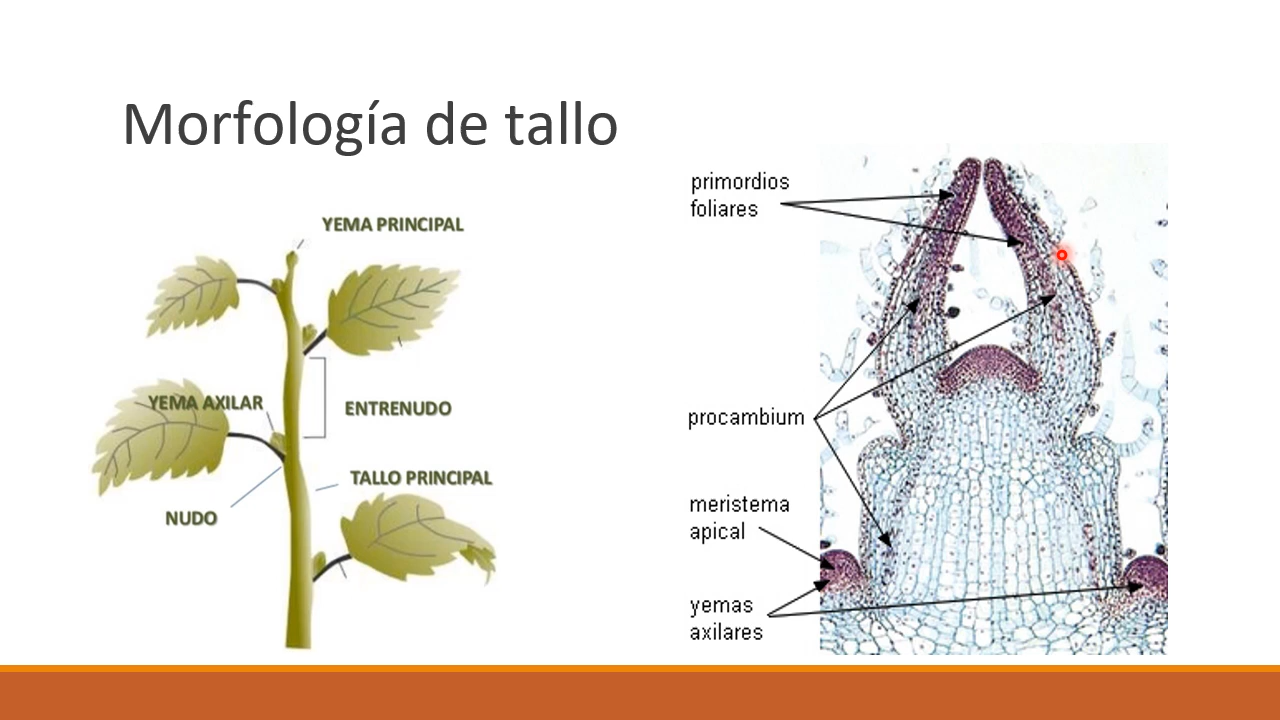 Morfología de tallo
YEMA PRINCIPAL
YEMA AXILAR
ENTRENUDO
TALLO PRINCIPAL
NUDO
primordios
foliares
procambium
meristema
apical
yemas
axilares